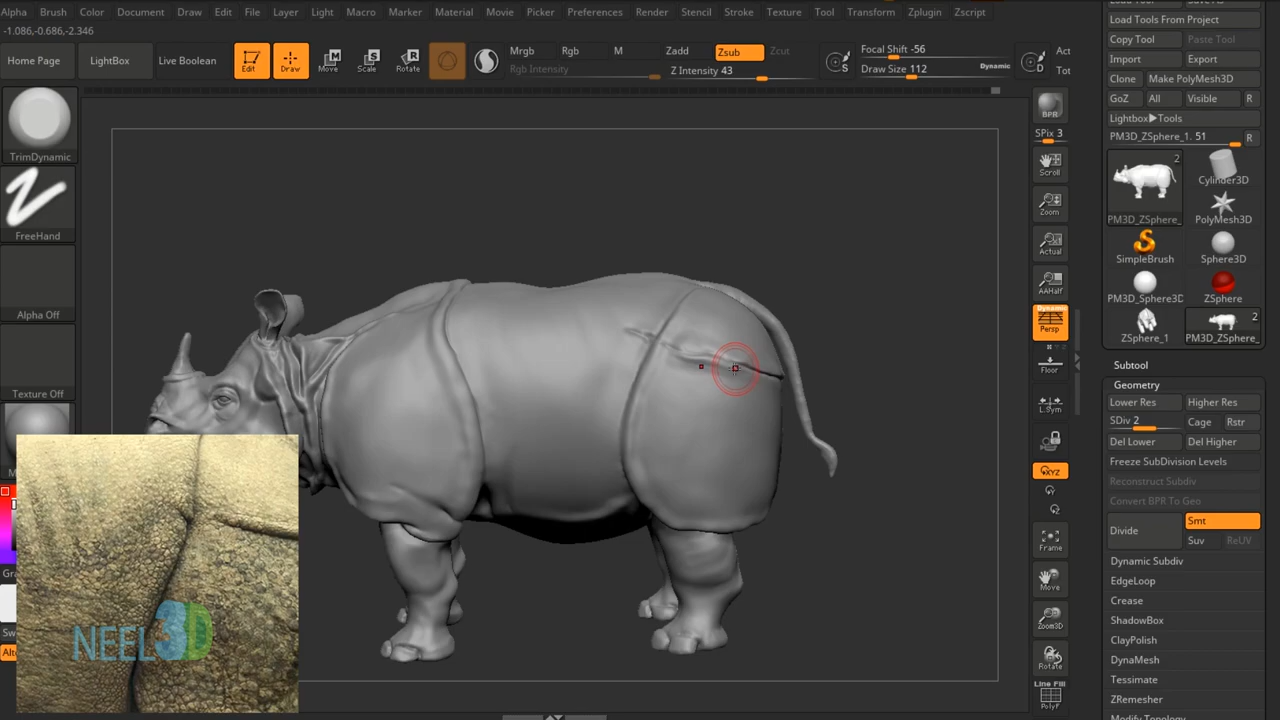 Alpha Brush Color Document Draw Edit File Layer Light Macro Marker Material Movie Picker Preferences Render Stencil Stroke Texture Tool Transform Zplugin Zscript
-1.086,-0.686,-2.346
Home Page LightBox Live Boolean Edit Draw Move Scale Rotate
Mrgb Rgb M Zadd Zsub Zcut
Rgb Intensity Z Intensity 43
Focal Shift -56
Draw Size 112 Dynamic
S
D
Act
Tot
TrimDynamic
FreeHand
Alpha Off
Texture Off
NEEL3D
BPR
SPix 3
Scroll
Zoom
Actual
AAHalf
Dynamic
Persp
Floor
L.Sym
XYZ
Frame
Move
Zoom3D
Rotate
Line Fill
PolyF
Load Tools From Project
Copy Tool Paste Tool
Import Export
Clone Make PolyMesh3D
GoZ All Visible R
Lightbox▶Tools
PM3D_ZSphere_1. 51 R
2
PM3D_ZSphere_ Cylinder3D
PolyMesh3D
SimpleBrush Sphere3D
PM3D_Sphere3D ZSphere
2
ZSphere_1 PM3D_ZSphere_
Subtool
Geometry
Lower Res Higher Res
SDiv 2 Cage Rstr
Del Lower Del Higher
Freeze SubDivision Levels
Reconstruct Subdiv
Convert BPR To Geo
Divide Smt
Suv ReUV
Dynamic Subdiv
EdgeLoop
Crease
ShadowBox
ClayPolish
DynaMesh
Tessimate
ZRemesher
Modify Topology